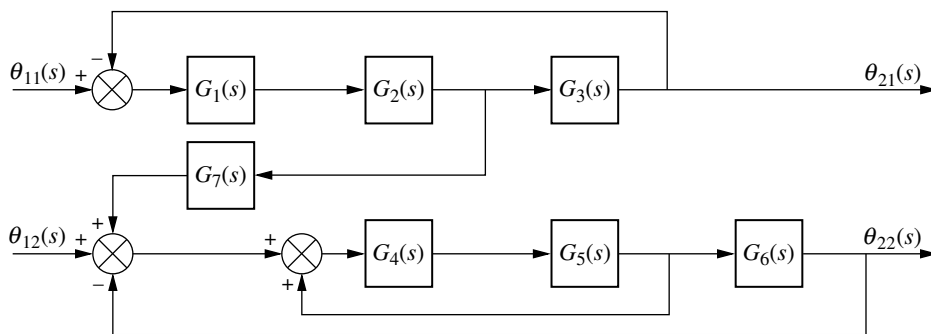 −
θ₁₁(s) + G₁(s) G₂(s) G₃(s) θ₂₁(s)
G₇(s)
+
θ₁₂(s) + + G₄(s) G₅(s) G₆(s) θ₂₂(s)
− +